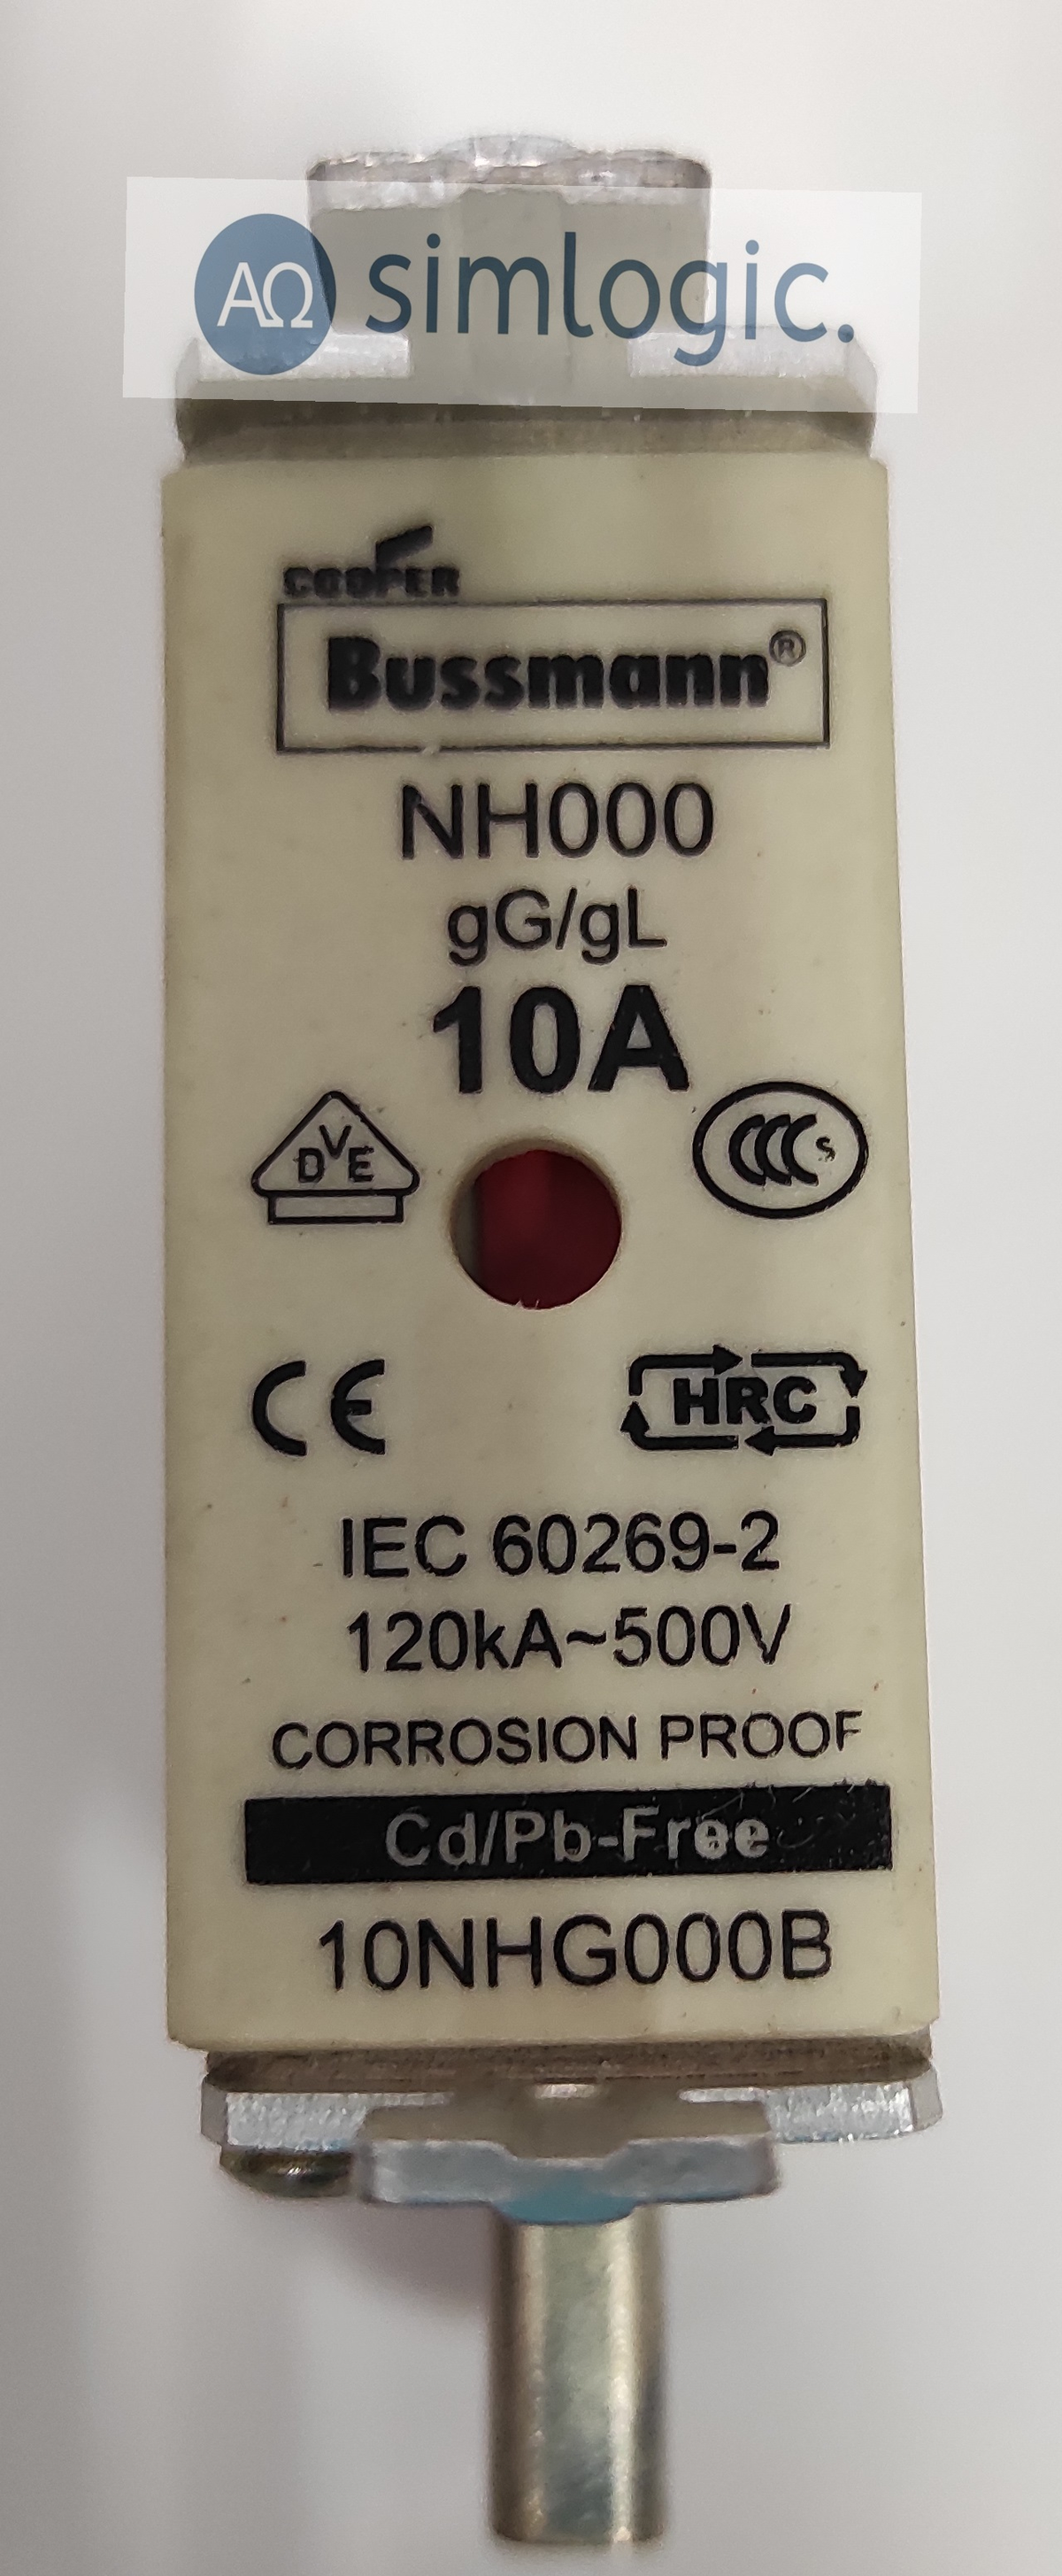 ΑΩ simlogic.
COOPER
Bussmann®
NH000
gG/gL
10A
DVE
CCC S
CE
HRC
IEC 60269-2
120kA~500V
CORROSION PROOF
Cd/Pb-Free
10NHG000B